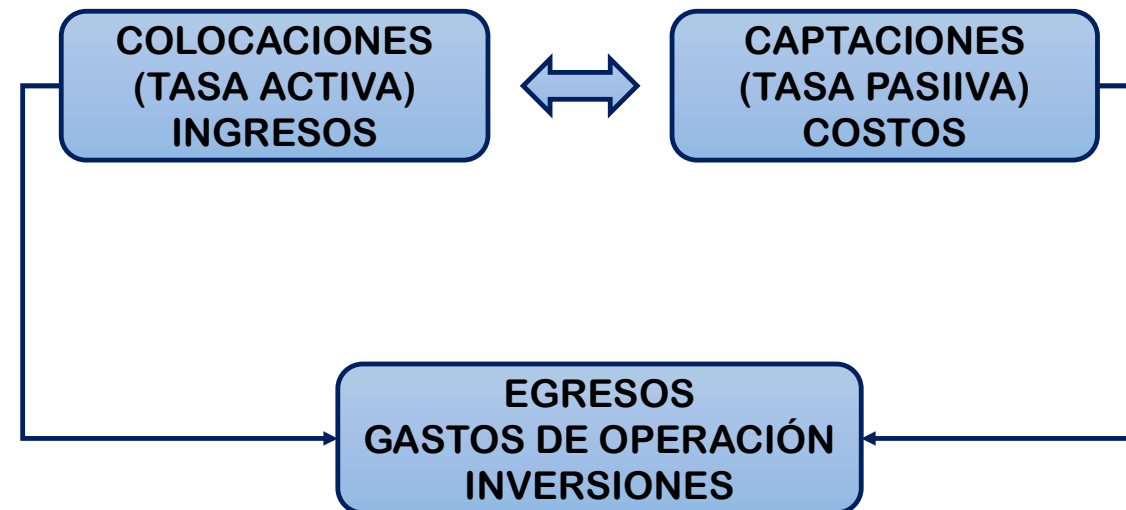 COLOCACIONES
(TASA ACTIVA)
INGRESOS
CAPTACIONES
(TASA PASIIVA)
COSTOS
EGRESOS
GASTOS DE OPERACIÓN
INVERSIONES